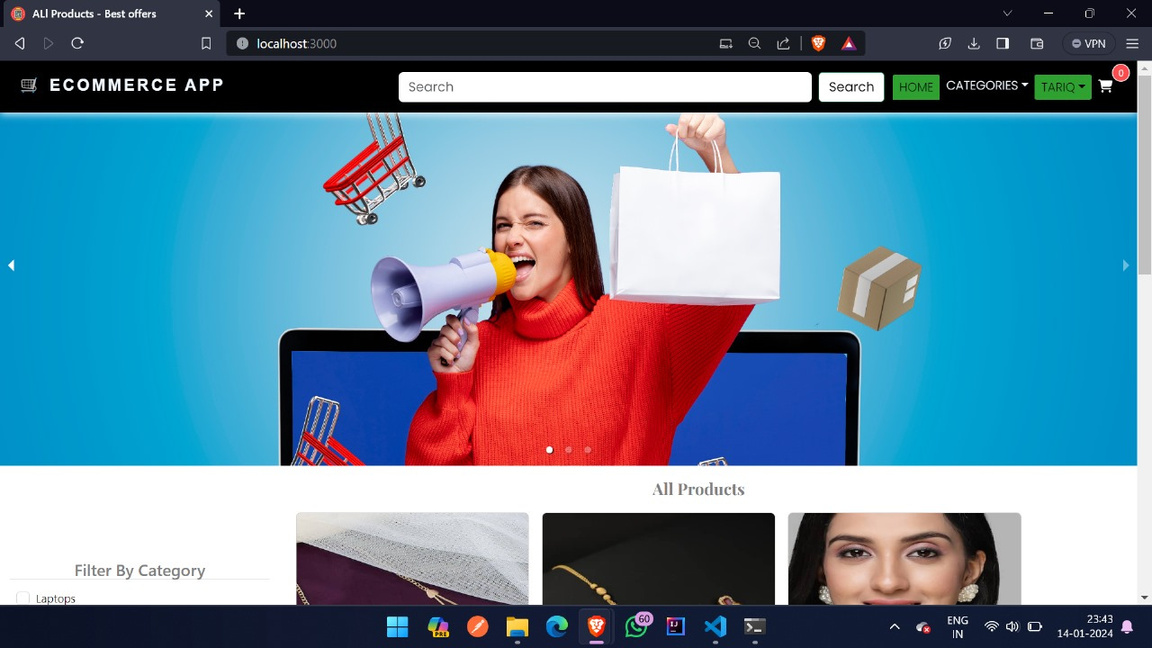 ALl Products - Best offers
localhost:3000
VPN
ECOMMERCE APP
Search
Search
HOME
CATEGORIES
TARIQ
0
All Products
Filter By Category
Laptops
PRE
60
ENG
IN
23:43
14-01-2024